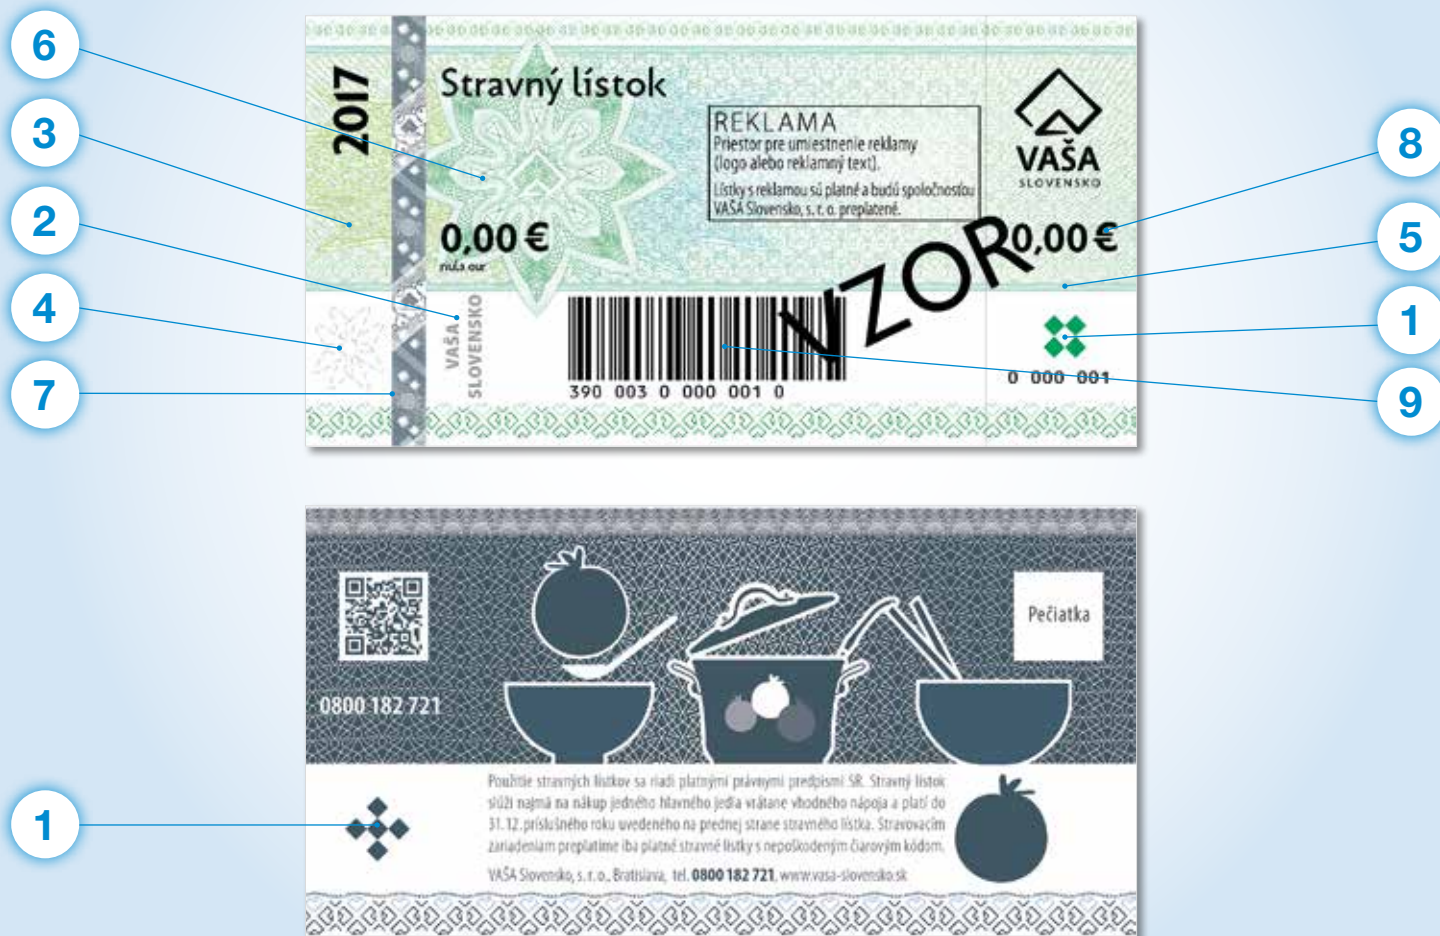 6
3
2
4
7
8
5
1
9
2017
Stravný lístok
REKLAMA
Priestor pre umiestnenie reklamy
(logo alebo reklamný text).
Lístky s reklamou sú platné a budú spoločnosťou
VAŠA Slovensko, s. r. o. preplatené.
VAŠA
SLOVENSKO
0,00 €
nula eur
0,00 €
VZOR
VAŠA
SLOVENSKO
390 003 0 000 001 0
0 000 001
0800 182 721
Pečiatka
1
Použitie stravných lístkov sa riadi platnými právnymi predpismi SR. Stravný lístok
slúži najmä na nákup jedného hlavného jedla vrátane vhodného nápoja a platí do
31.12. príslušného roku uvedeného na prednej strane stravného lístka. Stravovacím
zariadeniam preplatíme iba platné stravné lístky s nepoškodeným čiarovým kódom.
VAŠA Slovensko, s. r. o., Bratislava, tel. 0800 182 721, www.vasa-slovensko.sk